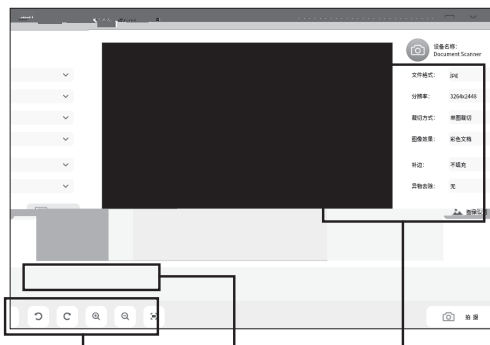 设备名称：
Document Scanner
文件格式： jpg
分辨率： 3264x2448
裁切方式： 单图裁切
图像效果： 彩色文档
补边： 不填充
异物去除： 无
拍摄